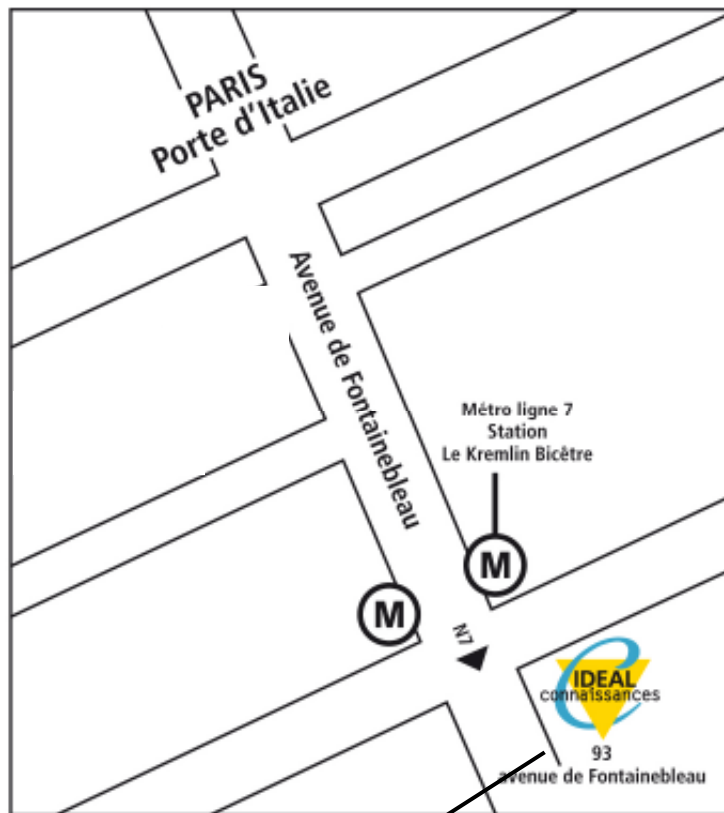 PARIS
Porte d'Italie
Avenue de Fontainebleau
Métro ligne 7
Station
Le Kremlin Bicêtre
M
M
N7
IDEAL
connaissances
93
avenue de Fontainebleau